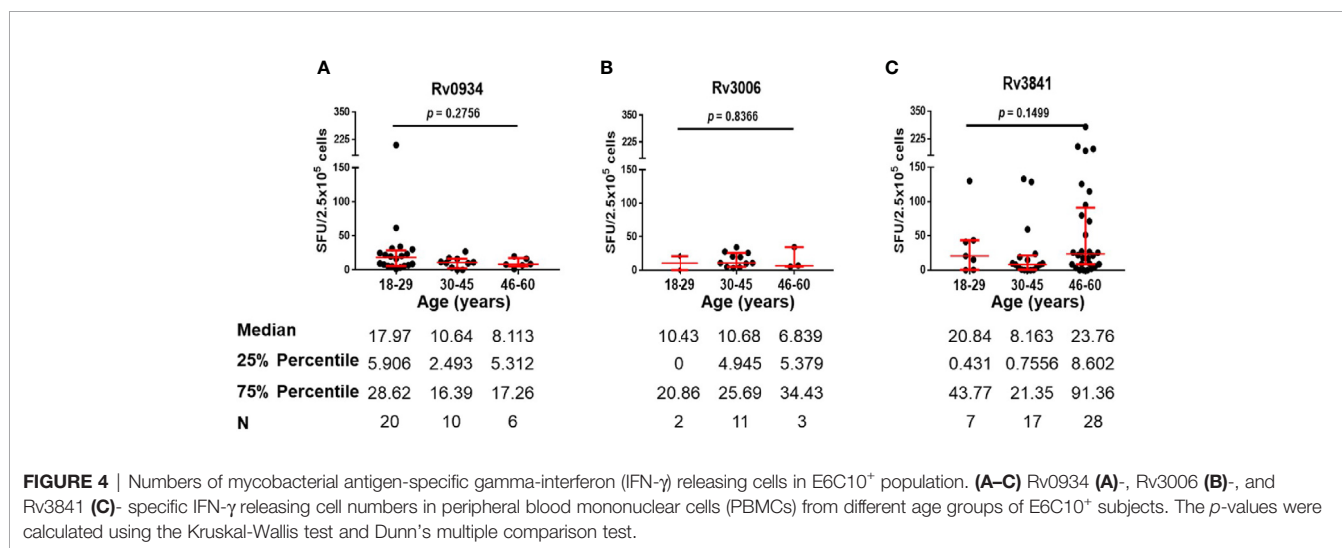 A
Rv0934
p = 0.2756
SFU/2.5x10⁵ cells
350
225
150
100
50
0
18-29 30-45 46-60
Age (years)
B
Rv3006
p = 0.8366
SFU/2.5x10⁵ cells
350
225
150
100
50
0
18-29 30-45 46-60
Age (years)
C
Rv3841
p = 0.1499
SFU/2.5x10⁵ cells
350
225
150
100
50
0
18-29 30-45 46-60
Age (years)
Median 17.97 10.64 8.113 10.43 10.68 6.839 20.84 8.163 23.76
25% Percentile 5.906 2.493 5.312 0 4.945 5.379 0.431 0.7556 8.602
75% Percentile 28.62 16.39 17.26 20.86 25.69 34.43 43.77 21.35 91.36
N 20 10 6 2 11 3 7 17 28
FIGURE 4 | Numbers of mycobacterial antigen-specific gamma-interferon (IFN-γ) releasing cells in E6C10⁺ population. (A–C) Rv0934 (A)-, Rv3006 (B)-, and
Rv3841 (C)- specific IFN-γ releasing cell numbers in peripheral blood mononuclear cells (PBMCs) from different age groups of E6C10⁺ subjects. The p-values were
calculated using the Kruskal-Wallis test and Dunn's multiple comparison test.